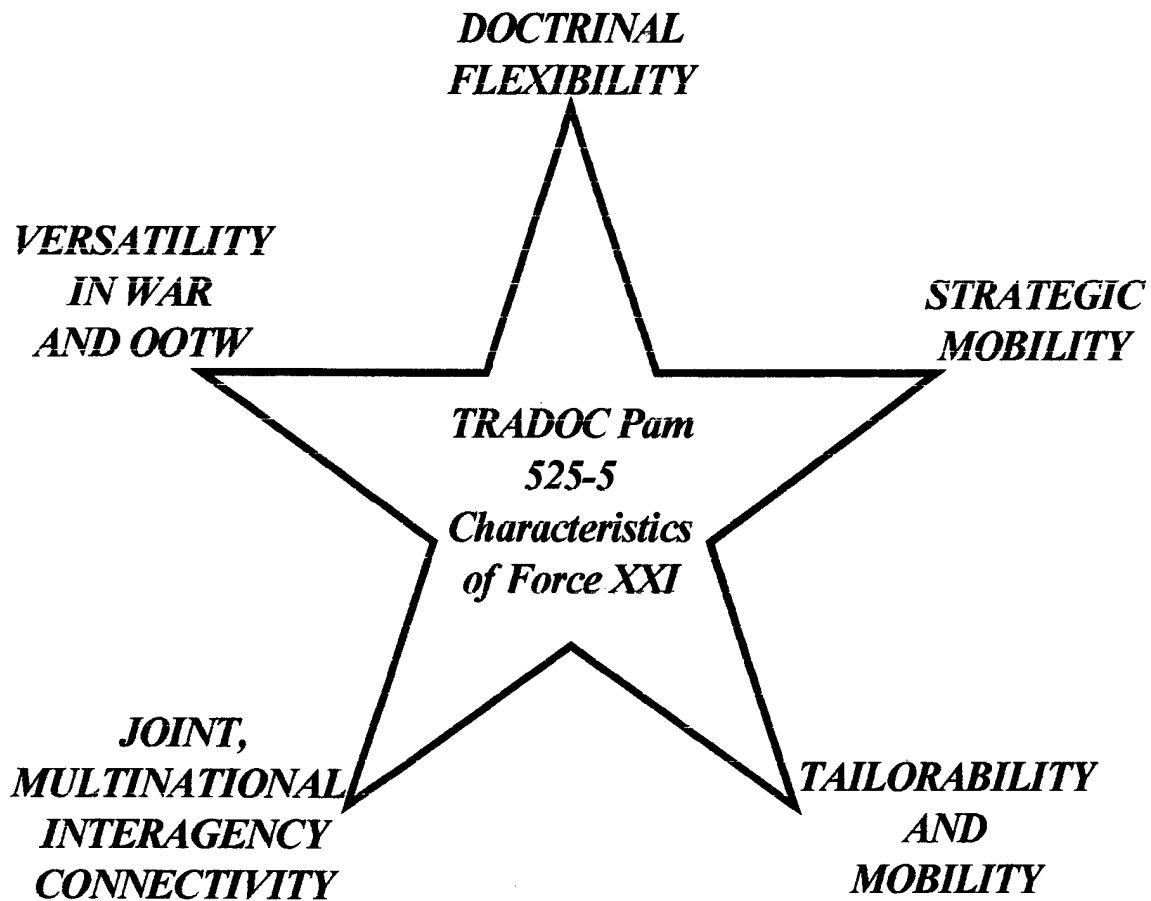 DOCTRINAL
FLEXIBILITY
VERSATILITY
IN WAR
AND OOTW
STRATEGIC
MOBILITY
TRADOC Pam
525-5
Characteristics
of Force XXI
JOINT,
MULTINATIONAL
INTERAGENCY
CONNECTIVITY
TAILORABILITY
AND
MOBILITY